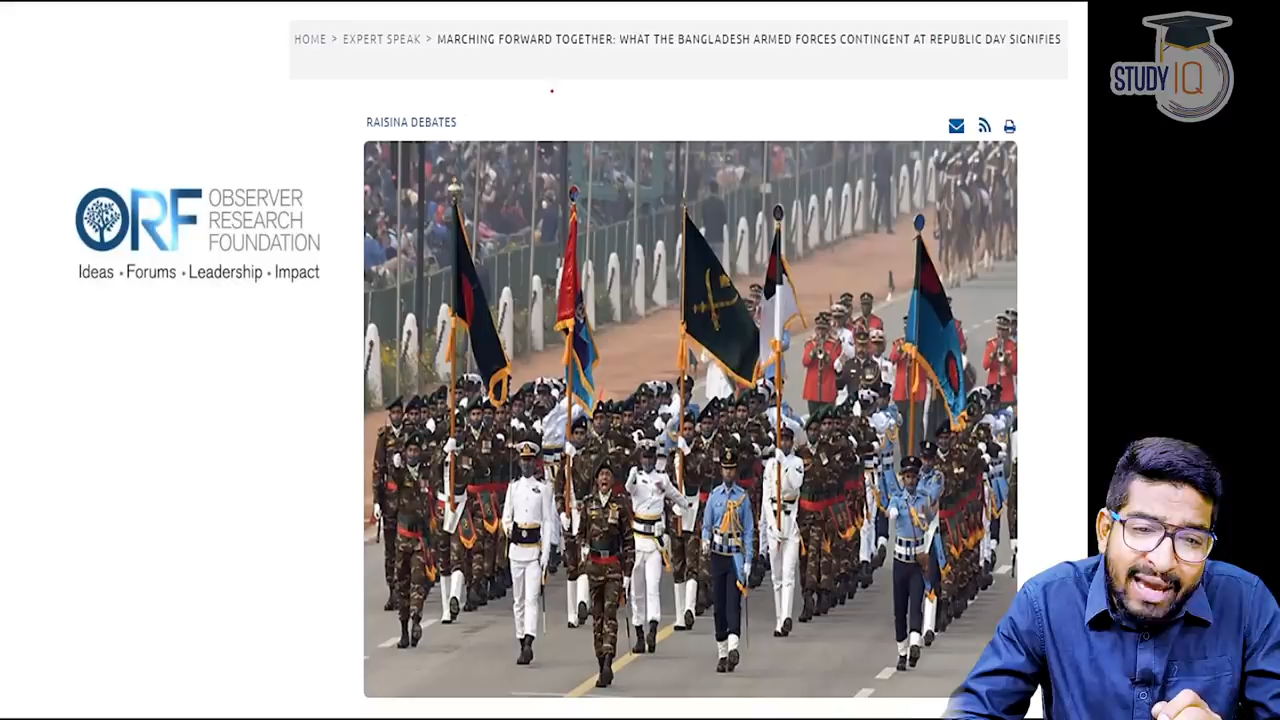 HOME > EXPERT SPEAK > MARCHING FORWARD TOGETHER: WHAT THE BANGLADESH ARMED FORCES CONTINGENT AT REPUBLIC DAY SIGNIFIES
STUDY IQ
RAISINA DEBATES
ORF OBSERVER
RESEARCH
FOUNDATION
Ideas • Forums • Leadership • Impact